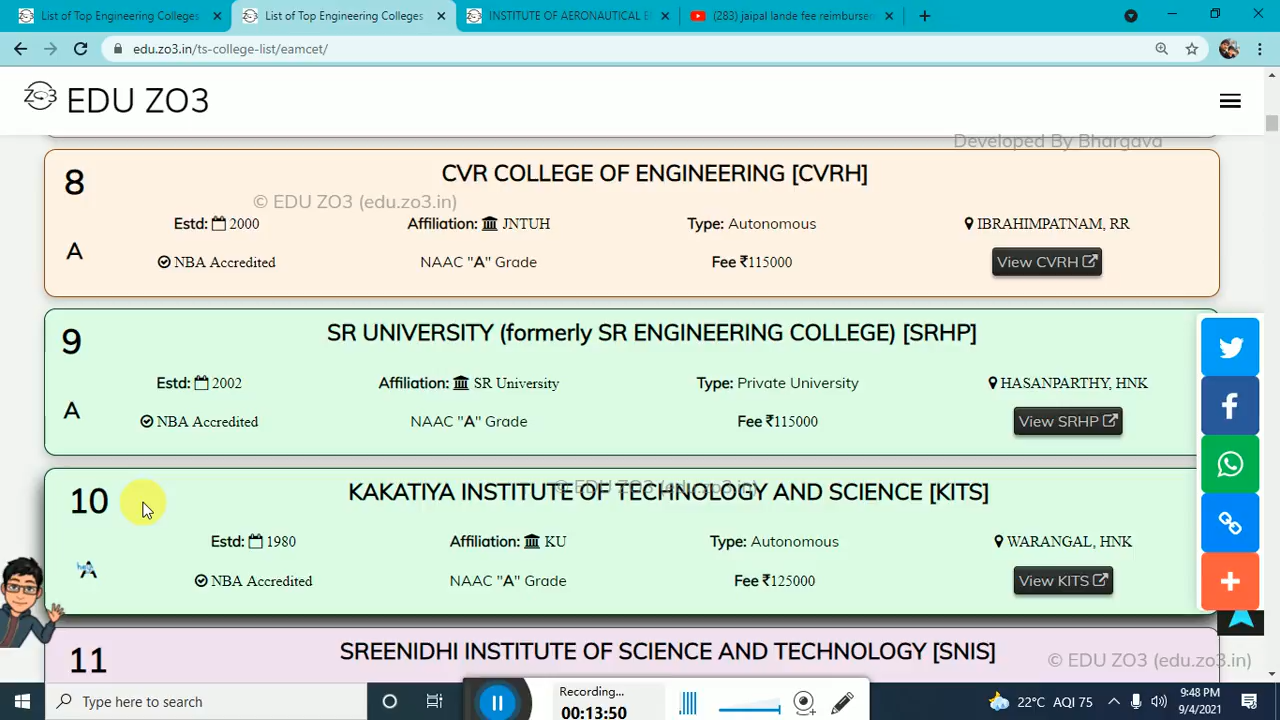 List of Top Engineering Colleges
List of Top Engineering Colleges
INSTITUTE OF AERONAUTICAL E
(283) jaipal lande fee reimburse
edu.zo3.in/ts-college-list/eamcet/
ZO3 EDU ZO3
Developed By Bhargava
8
CVR COLLEGE OF ENGINEERING [CVRH]
© EDU ZO3 (edu.zo3.in)
Estd: 2000
Affiliation: JNTUH
Type: Autonomous
IBRAHIMPATNAM, RR
A
NBA Accredited
NAAC "A" Grade
Fee ₹115000
View CVRH
9
SR UNIVERSITY (formerly SR ENGINEERING COLLEGE) [SRHP]
Estd: 2002
Affiliation: SR University
Type: Private University
HASANPARTHY, HNK
A
NBA Accredited
NAAC "A" Grade
Fee ₹115000
View SRHP
10
KAKATIYA INSTITUTE OF TECHNOLOGY AND SCIENCE [KITS]
© EDU ZO3 (edu.zo3.in)
Estd: 1980
Affiliation: KU
Type: Autonomous
WARANGAL, HNK
A
NBA Accredited
NAAC "A" Grade
Fee ₹125000
View KITS
11
SREENIDHI INSTITUTE OF SCIENCE AND TECHNOLOGY [SNIS]
© EDU ZO3 (edu.zo3.in)
Type here to search
Recording...
00:13:50
22°C AQI 75
9:48 PM
9/4/2021